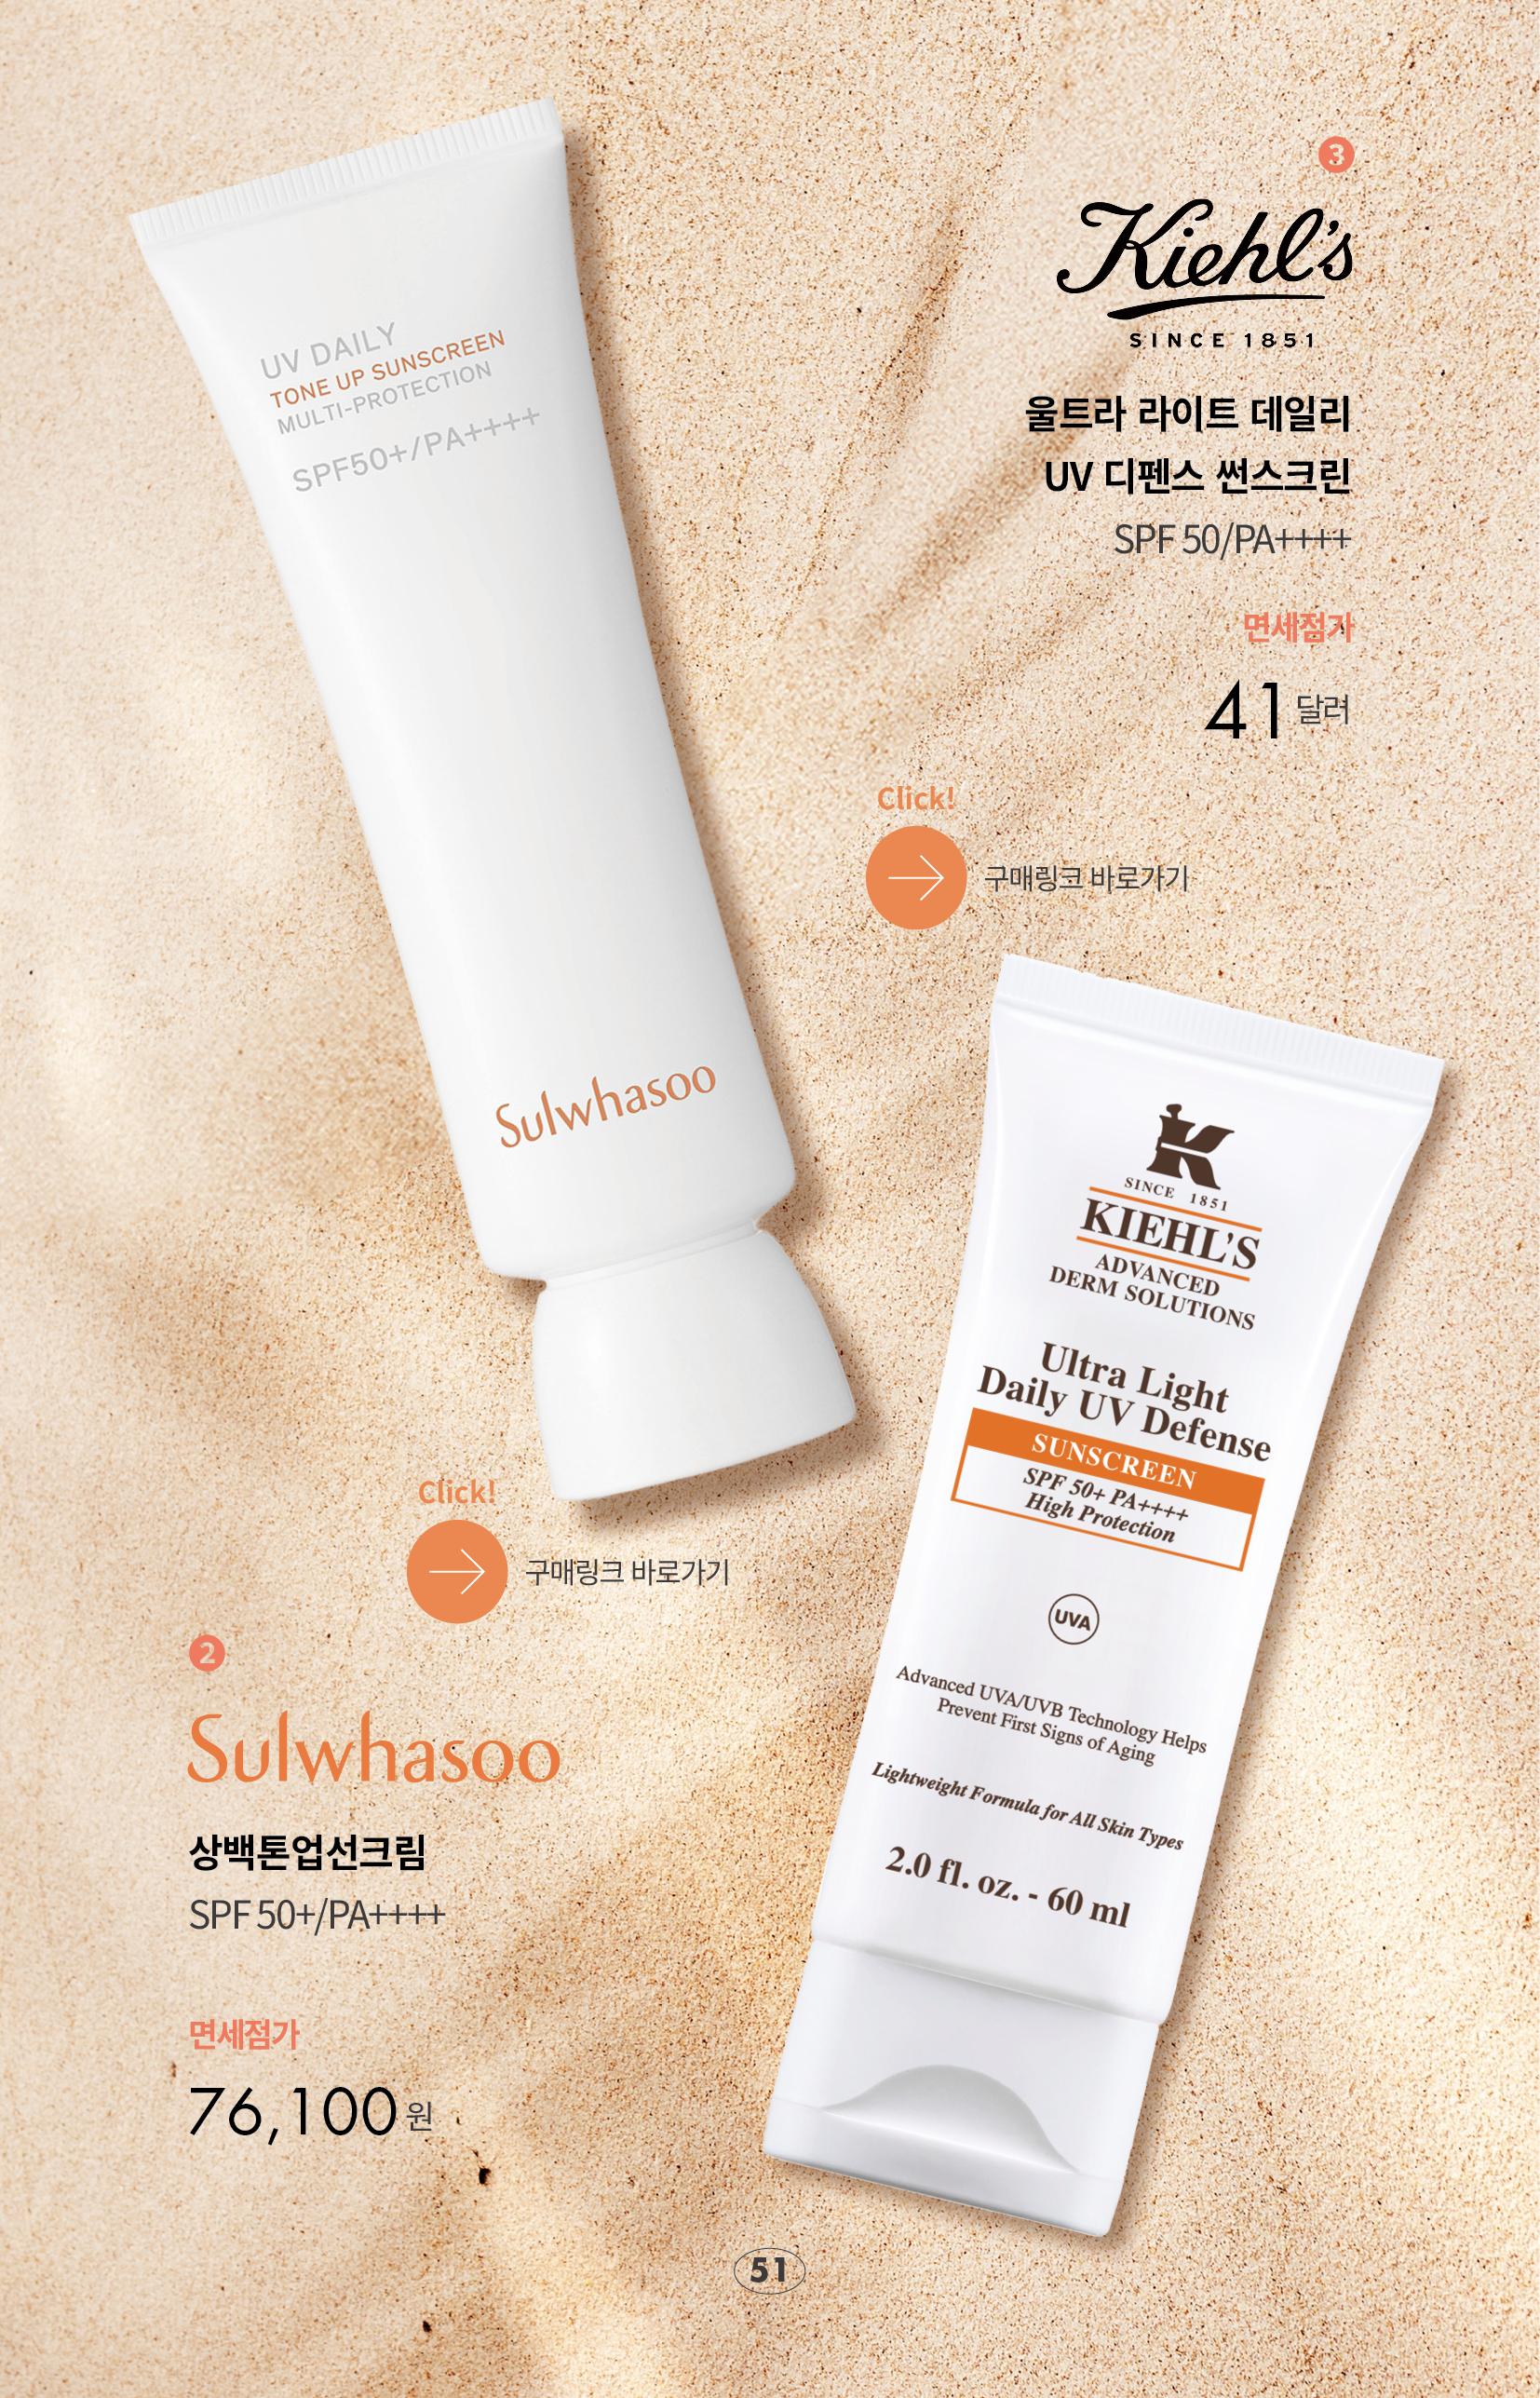 UV DAILY
TONE UP SUNSCREEN
MULTI-PROTECTION
SPF50+/PA++++
Sulwhasoo
3
Kiehl's
SINCE 1851
울트라 라이트 데일리
UV 디펜스 썬스크린
SPF 50/PA++++
면세점가
41달러
Click!
구매링크 바로가기
K
SINCE 1851
KIEHL'S
ADVANCED
DERM SOLUTIONS
Ultra Light
Daily UV Defense
SUNSCREEN
SPF 50+ PA++++
High Protection
UVA
Advanced UVA/UVB Technology Helps
Prevent First Signs of Aging
Lightweight Formula for All Skin Types
2.0 fl. oz. - 60 ml
Click!
구매링크 바로가기
2
Sulwhasoo
상백톤업선크림
SPF 50+/PA++++
면세점가
76,100원
51